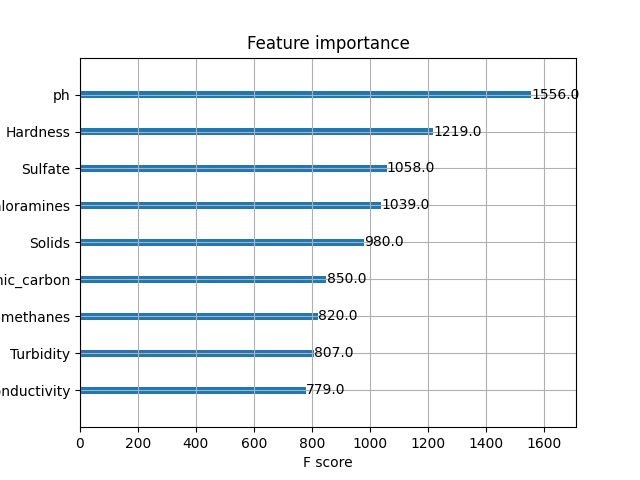 Feature importance
ph
1556.0
Hardness
1219.0
Sulfate
1058.0
loramines
1039.0
Solids
980.0
nic_carbon
850.0
methanes
820.0
Turbidity
807.0
onductivity
779.0
0 200 400 600 800 1000 1200 1400 1600
F score